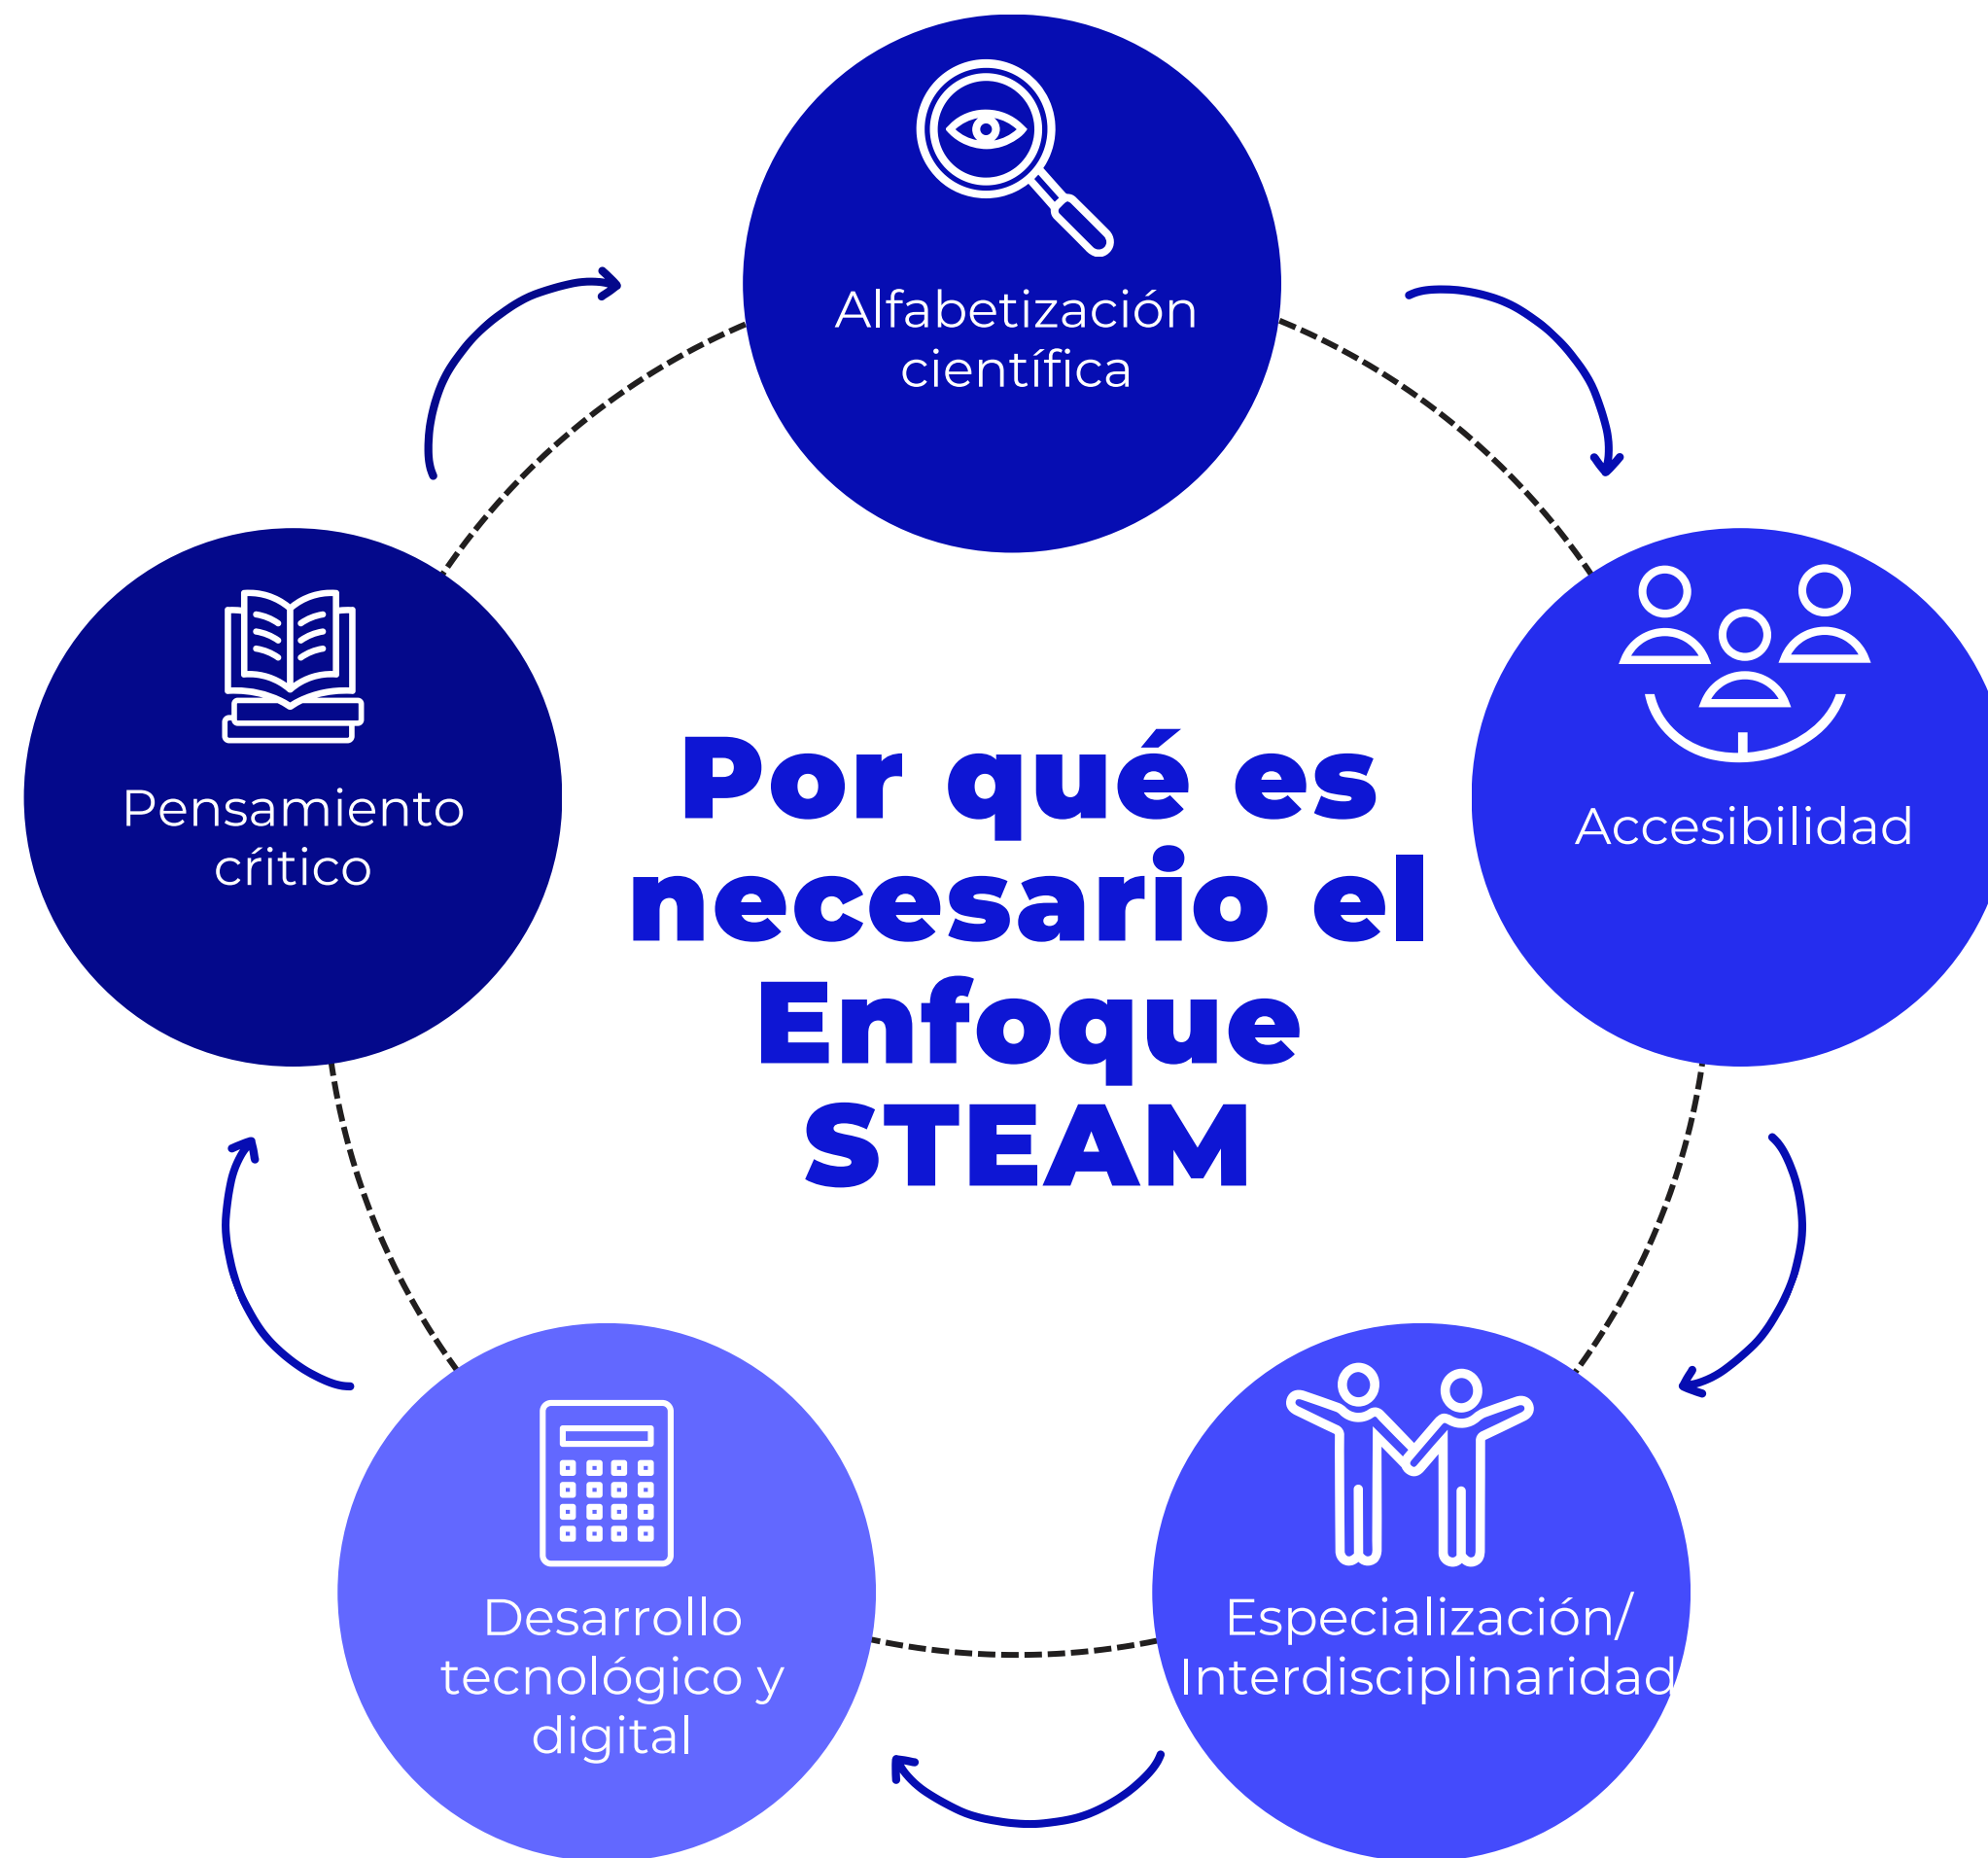 Alfabetización
científica
Accesibilidad
Especialización/
Interdisciplinaridad
Desarrollo
tecnológico y
digital
Pensamiento
crítico
Por qué es
necesario el
Enfoque
STEAM